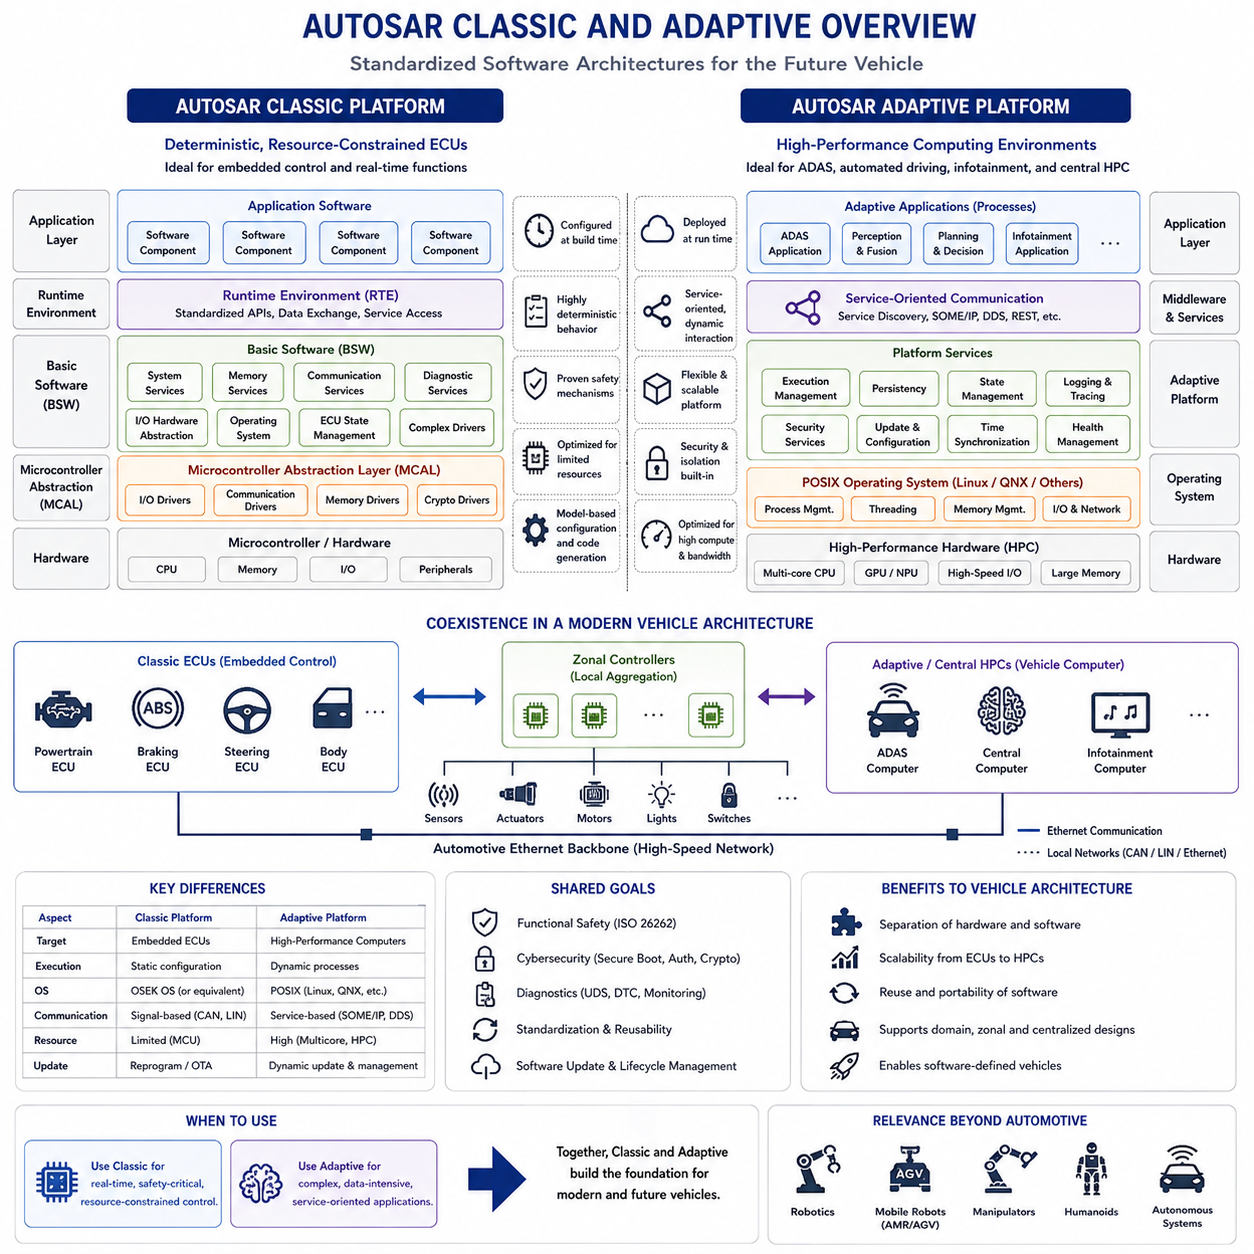 AUTOSAR CLASSIC AND ADAPTIVE OVERVIEW
Standardized Software Architectures for the Future Vehicle
AUTOSAR CLASSIC PLATFORM
Deterministic, Resource-Constrained ECUs
Ideal for embedded control and real-time functions
Application
Layer
Application Software
Software
Component
Software
Component
Software
Component
Software
Component
Runtime
Environment
Runtime Environment (RTE)
Standardized APIs, Data Exchange, Service Access
Basic
Software
(BSW)
Basic Software (BSW)
System
Services
Memory
Services
Communication
Services
Diagnostic
Services
I/O Hardware
Abstraction
Operating
System
ECU State
Management
Complex Drivers
Microcontroller
Abstraction
(MCAL)
Microcontroller Abstraction Layer (MCAL)
I/O Drivers
Communication
Drivers
Memory Drivers
Crypto Drivers
Hardware
Microcontroller / Hardware
CPU
Memory
I/O
Peripherals
Configured
at build time
Highly
deterministic
behavior
Proven safety
mechanisms
Optimized for
limited
resources
Model-based
configuration
and code
generation
Deployed
at run time
Service-
oriented,
dynamic
interaction
Flexible &
scalable
platform
Security &
isolation
built-in
Optimized for
high compute
& bandwidth
AUTOSAR ADAPTIVE PLATFORM
High-Performance Computing Environments
Ideal for ADAS, automated driving, infotainment, and central HPC
Adaptive Applications (Processes)
ADAS
Application
Perception
& Fusion
Planning
& Decision
Infotainment
Application
...
Application
Layer
Service-Oriented Communication
Service Discovery, SOME/IP, DDS, REST, etc.
Middleware
& Services
Platform Services
Execution
Management
Persistency
State
Management
Logging &
Tracing
Security
Services
Update &
Configuration
Time
Synchronization
Health
Management
Adaptive
Platform
POSIX Operating System (Linux / QNX / Others)
Process Mgmt.
Threading
Memory Mgmt.
I/O & Network
Operating
System
High-Performance Hardware (HPC)
Multi-core CPU
GPU / NPU
High-Speed I/O
Large Memory
Hardware
COEXISTENCE IN A MODERN VEHICLE ARCHITECTURE
Classic ECUs (Embedded Control)
ABS
...
Powertrain
ECU
Braking
ECU
Steering
ECU
Body
ECU
Zonal Controllers
(Local Aggregation)
...
Sensors
Actuators
Motors
Lights
Switches
...
Adaptive / Central HPCs (Vehicle Computer)
...
ADAS
Computer
Central
Computer
Infotainment
Computer
Automotive Ethernet Backbone (High-Speed Network)
Ethernet Communication
Local Networks (CAN / LIN / Ethernet)
KEY DIFFERENCES
Aspect Classic Platform Adaptive Platform
Target Embedded ECUs High-Performance Computers
Execution Static configuration Dynamic processes
OS OSEK OS (or equivalent) POSIX (Linux, QNX, etc.)
Communication Signal-based (CAN, LIN) Service-based (SOME/IP, DDS)
Resource Limited (MCU) High (Multicore, HPC)
Update Reprogram / OTA Dynamic update & management
SHARED GOALS
Functional Safety (ISO 26262)
Cybersecurity (Secure Boot, Auth, Crypto)
Diagnostics (UDS, DTC, Monitoring)
Standardization & Reusability
Software Update & Lifecycle Management
BENEFITS TO VEHICLE ARCHITECTURE
Separation of hardware and software
Scalability from ECUs to HPCs
Reuse and portability of software
Supports domain, zonal and centralized designs
Enables software-defined vehicles
WHEN TO USE
Use Classic for
real-time, safety-critical,
resource-constrained control.
Use Adaptive for
complex, data-intensive,
service-oriented applications.
Together, Classic and Adaptive
build the foundation for
modern and future vehicles.
RELEVANCE BEYOND AUTOMOTIVE
AGV
Robotics
Mobile Robots
(AMR/AGV)
Manipulators
Humanoids
Autonomous
Systems